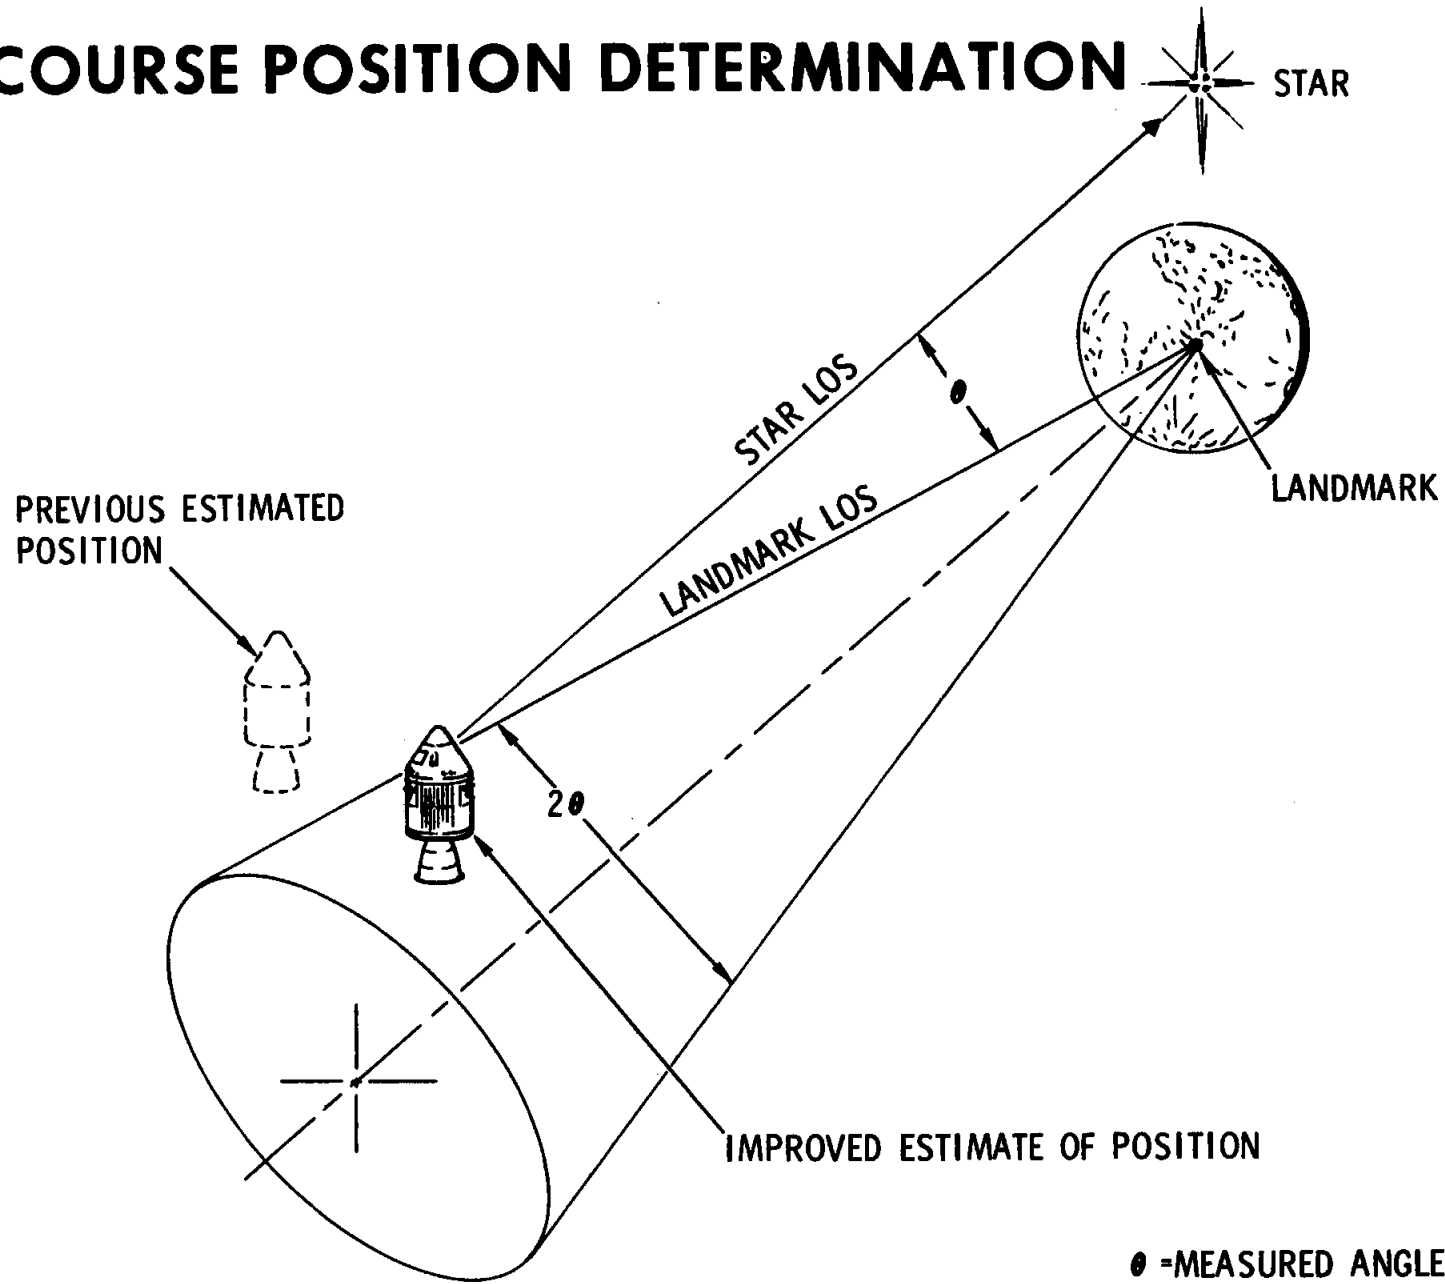 COURSE POSITION DETERMINATION
STAR
STAR LOS
θ
LANDMARK LOS
LANDMARK
PREVIOUS ESTIMATED
POSITION
2θ
IMPROVED ESTIMATE OF POSITION
θ =MEASURED ANGLE